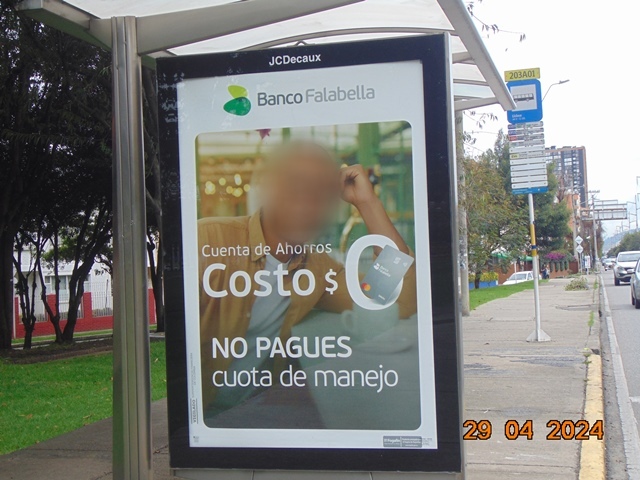 JCDecaux
Banco Falabella
203A01
Cuenta de Ahorros
Costo $0
NO PAGUES
cuota de manejo
29 04 2024